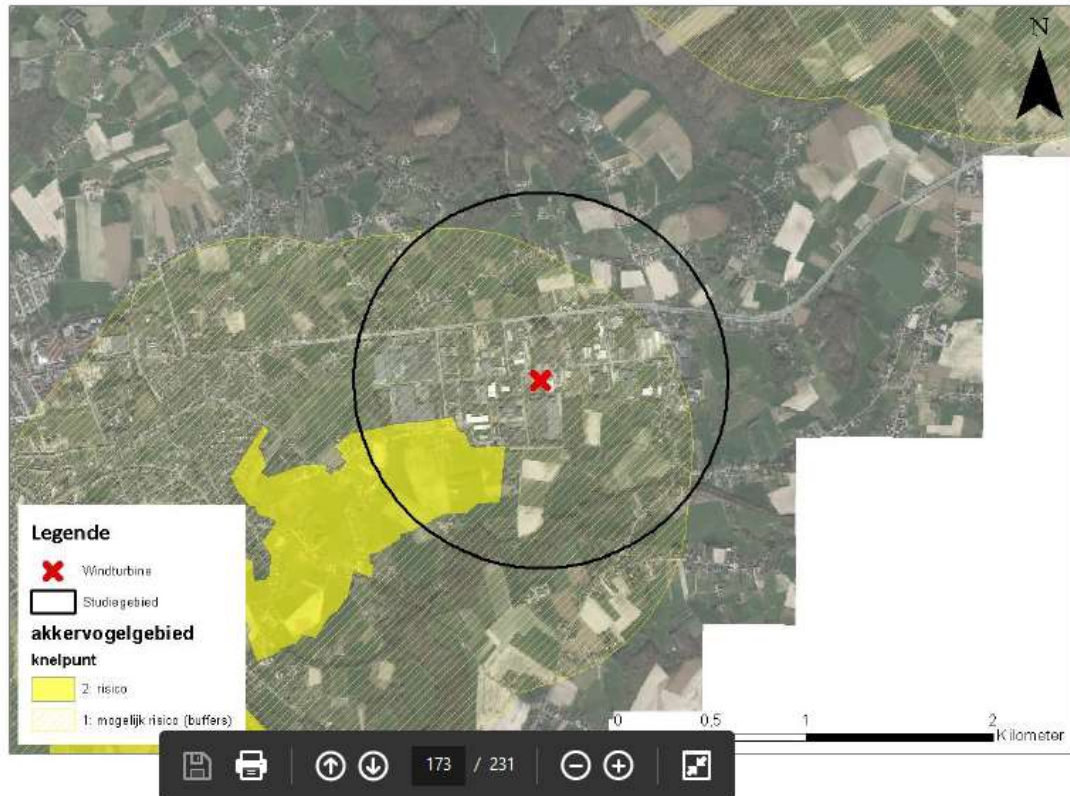 N
Legende
Windturbine
Studiegebied
akkervogelgebied
knelpunt
2: risico
1: mogelijk risico (buffers)
0 0,5 1 2
Kilometer
173 / 231